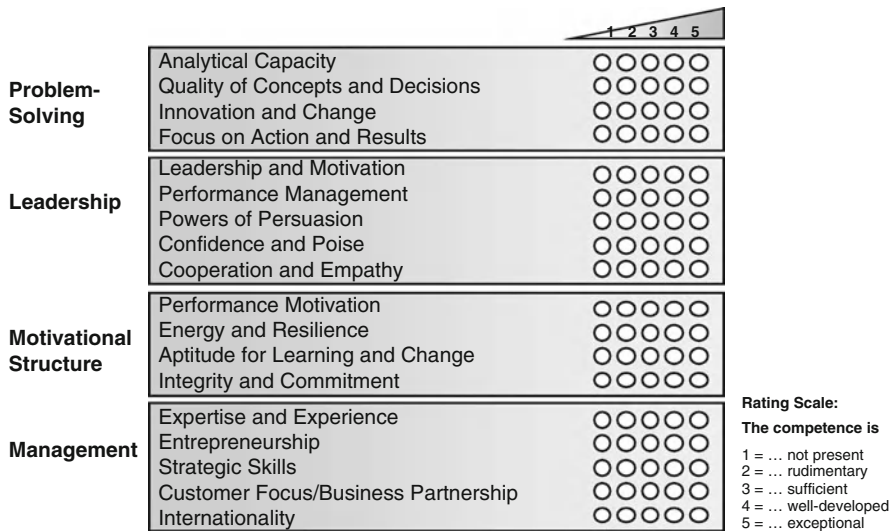 1 2 3 4 5
Problem-
Solving
Analytical Capacity
Quality of Concepts and Decisions
Innovation and Change
Focus on Action and Results
Leadership
Leadership and Motivation
Performance Management
Powers of Persuasion
Confidence and Poise
Cooperation and Empathy
Motivational
Structure
Performance Motivation
Energy and Resilience
Aptitude for Learning and Change
Integrity and Commitment
Management
Expertise and Experience
Entrepreneurship
Strategic Skills
Customer Focus/Business Partnership
Internationality
Rating Scale:
The competence is
1 = ... not present
2 = ... rudimentary
3 = ... sufficient
4 = ... well-developed
5 = ... exceptional